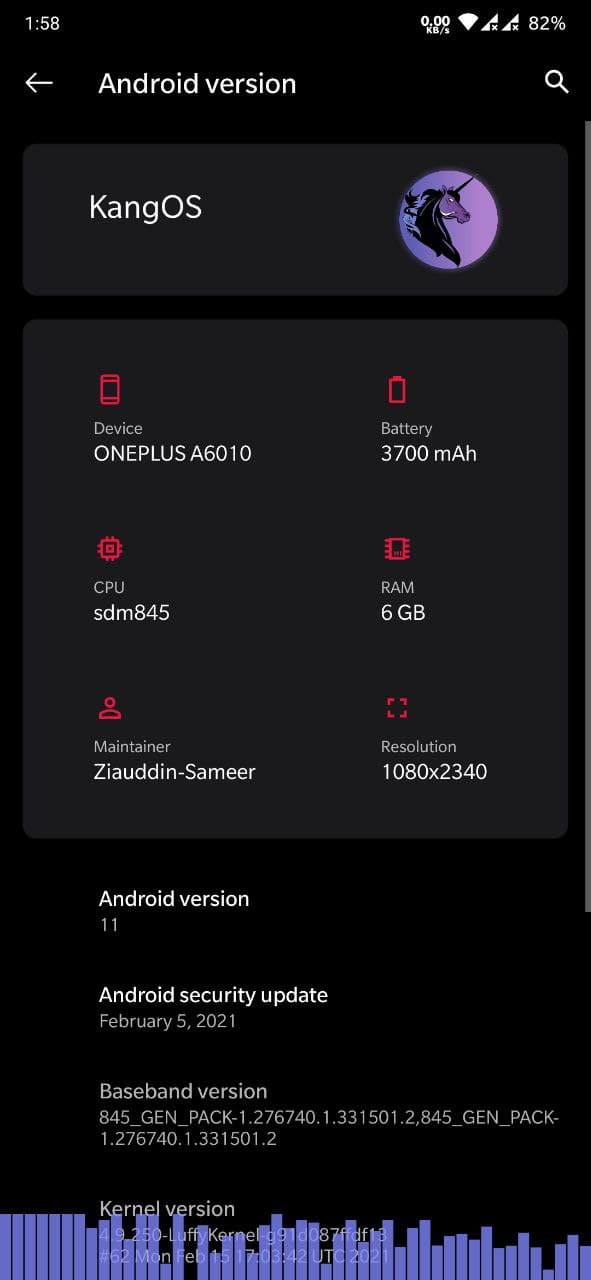 1:58
0.00
KB/s
82%
Android version
KangOS
Device
ONEPLUS A6010
Battery
3700 mAh
CPU
sdm845
RAM
6 GB
Maintainer
Ziauddin-Sameer
Resolution
1080x2340
Android version
11
Android security update
February 5, 2021
Baseband version
845_GEN_PACK-1.276740.1.331501.2,845_GEN_PACK-
1.276740.1.331501.2
Kernel version
4.9.250-LuffyKernel-g91d087ffdf13
#62 Mon Feb 15 17:03:42 UTC 2021